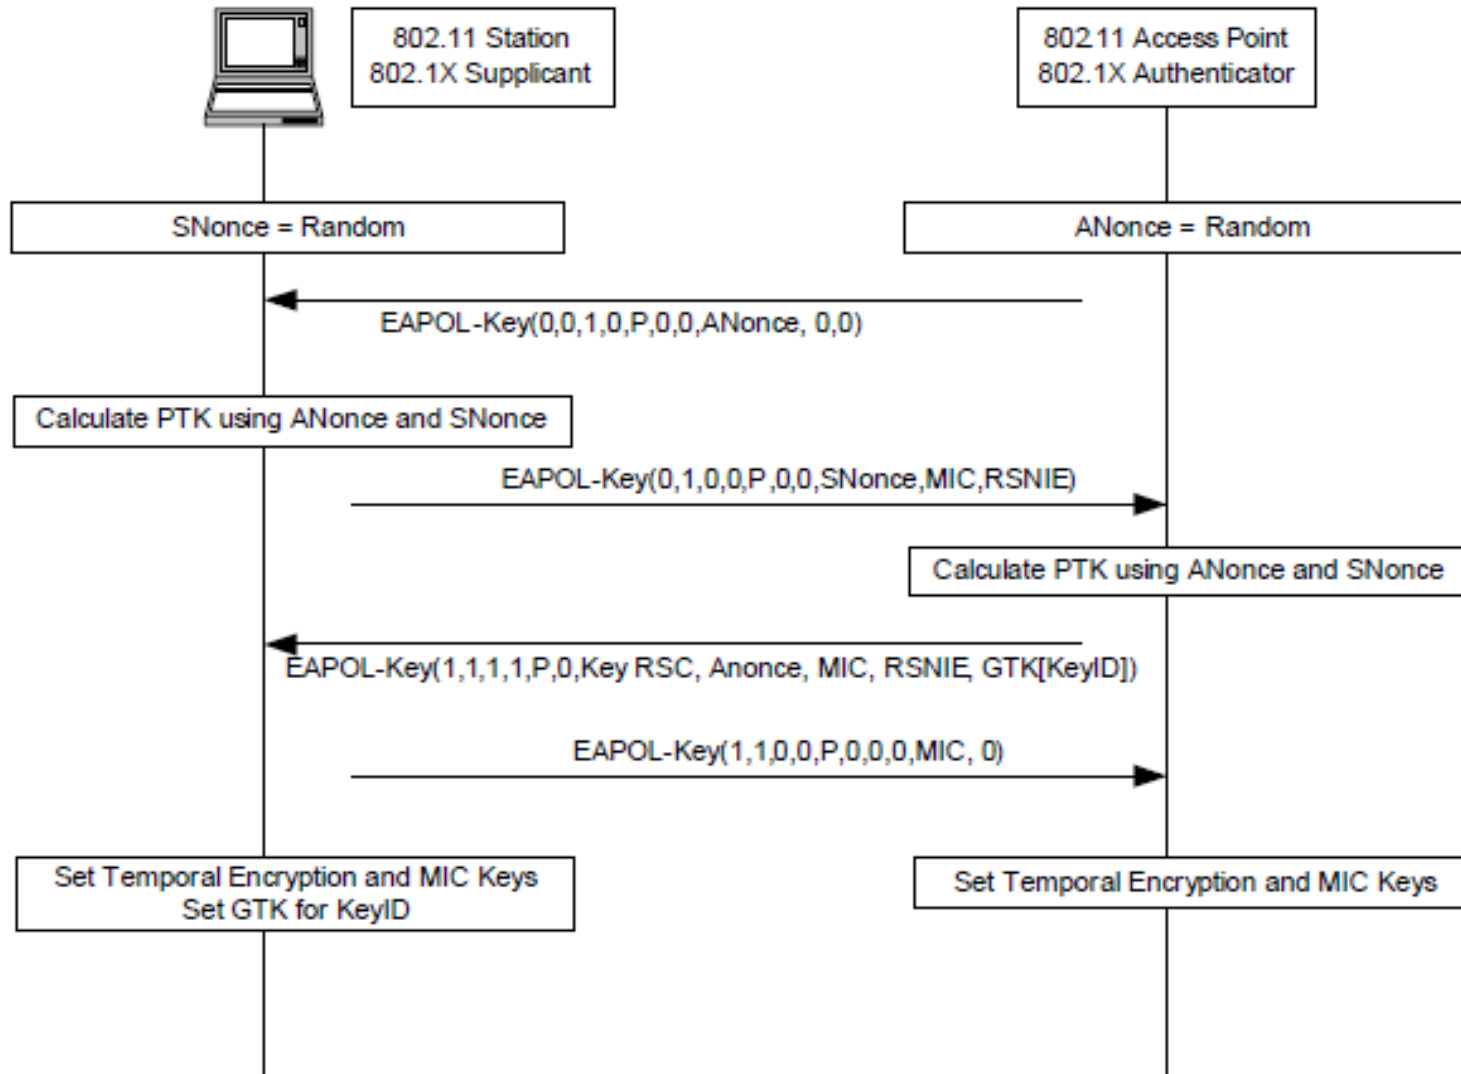 802.11 Station
802.1X Supplicant
802.11 Access Point
802.1X Authenticator
SNonce = Random
ANonce = Random
EAPOL-Key(0,0,1,0,P,0,0,ANonce, 0,0)
Calculate PTK using ANonce and SNonce
EAPOL-Key(0,1,0,0,P,0,0,SNonce,MIC,RSNIE)
Calculate PTK using ANonce and SNonce
EAPOL-Key(1,1,1,1,P,0,Key RSC, Anonce, MIC, RSNIE, GTK[KeyID])
EAPOL-Key(1,1,0,0,P,0,0,0,MIC, 0)
Set Temporal Encryption and MIC Keys
Set GTK for KeyID
Set Temporal Encryption and MIC Keys